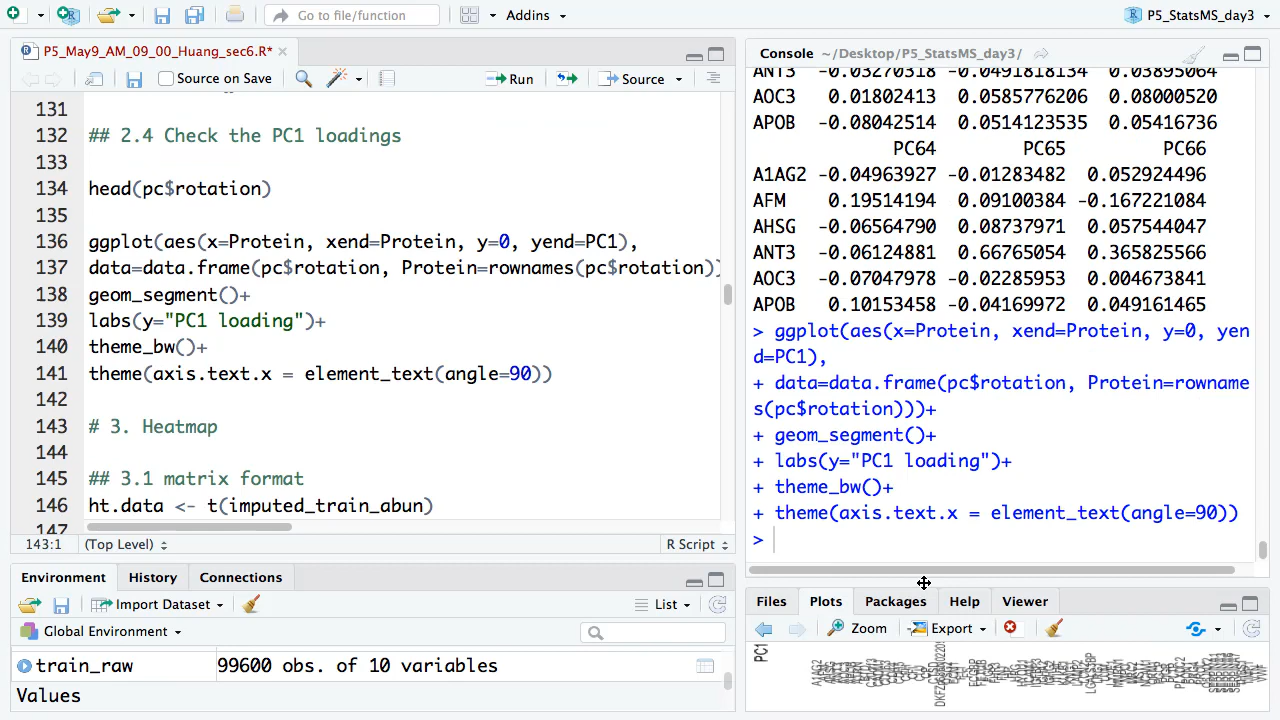 Go to file/function
Addins
P5_StatsMS_day3
P5_May9_AM_09_00_Huang_sec6.R*
Source on Save
Run
Source
131
132 ## 2.4 Check the PC1 loadings
133
134 head(pc$rotation)
135
136 ggplot(aes(x=Protein, xend=Protein, y=0, yend=PC1),
137 data=data.frame(pc$rotation, Protein=rownames(pc$rotation))
138 geom_segment()+
139 labs(y="PC1 loading")+
140 theme_bw()+
141 theme(axis.text.x = element_text(angle=90))
142
143 # 3. Heatmap
144
145 ## 3.1 matrix format
146 ht.data <- t(imputed_train_abun)
147
143:1 (Top Level) R Script
Console ~/Desktop/P5_StatsMS_day3/
ANT3 -0.03270318 -0.0491818134 0.03895064
AOC3 0.01802413 0.0585776206 0.08000520
APOB -0.08042514 0.0514123535 0.05416736
PC64 PC65 PC66
A1AG2 -0.04963927 -0.01283482 0.052924496
AFM 0.19514194 0.09100384 -0.167221084
AHSG -0.06564790 0.08737971 0.057544047
ANT3 -0.06124881 0.66765054 0.365825566
AOC3 -0.07047978 -0.02285953 0.004673841
APOB 0.10153458 -0.04169972 0.049161465
> ggplot(aes(x=Protein, xend=Protein, y=0, yen
d=PC1),
+ data=data.frame(pc$rotation, Protein=rowname
s(pc$rotation)))+
+ geom_segment()+
+ labs(y="PC1 loading")+
+ theme_bw()+
+ theme(axis.text.x = element_text(angle=90))
>
Environment History Connections
Import Dataset
List
Global Environment
train_raw 99600 obs. of 10 variables
Values
Files Plots Packages Help Viewer
Zoom Export
PC1
A1AG2